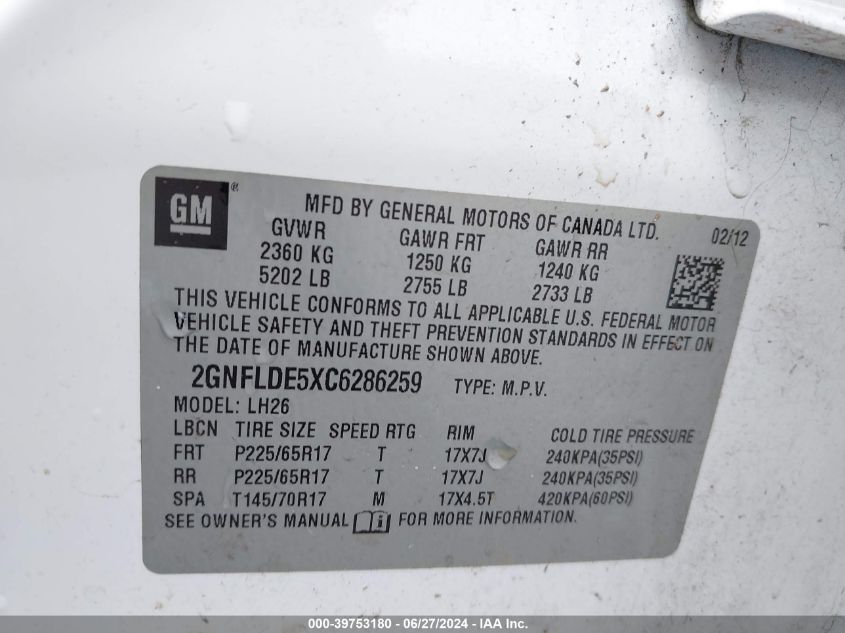 GM®
MFD BY GENERAL MOTORS OF CANADA LTD. 02/12
GVWR GAWR FRT GAWR RR
2360 KG 1250 KG 1240 KG
5202 LB 2755 LB 2733 LB
THIS VEHICLE CONFORMS TO ALL APPLICABLE U.S. FEDERAL MOTOR
VEHICLE SAFETY AND THEFT PREVENTION STANDARDS IN EFFECT ON
THE DATE OF MANUFACTURE SHOWN ABOVE.
2GNFLDE5XC6286259 TYPE: M.P.V.
MODEL: LH26
LBCN TIRE SIZE SPEED RTG RIM COLD TIRE PRESSURE
FRT P225/65R17 T 17X7J 240KPA(35PSI)
RR P225/65R17 T 17X7J 240KPA(35PSI)
SPA T145/70R17 M 17X4.5T 420KPA(60PSI)
SEE OWNER'S MANUAL FOR MORE INFORMATION.
000-39753180 - 06/27/2024 - IAA Inc.